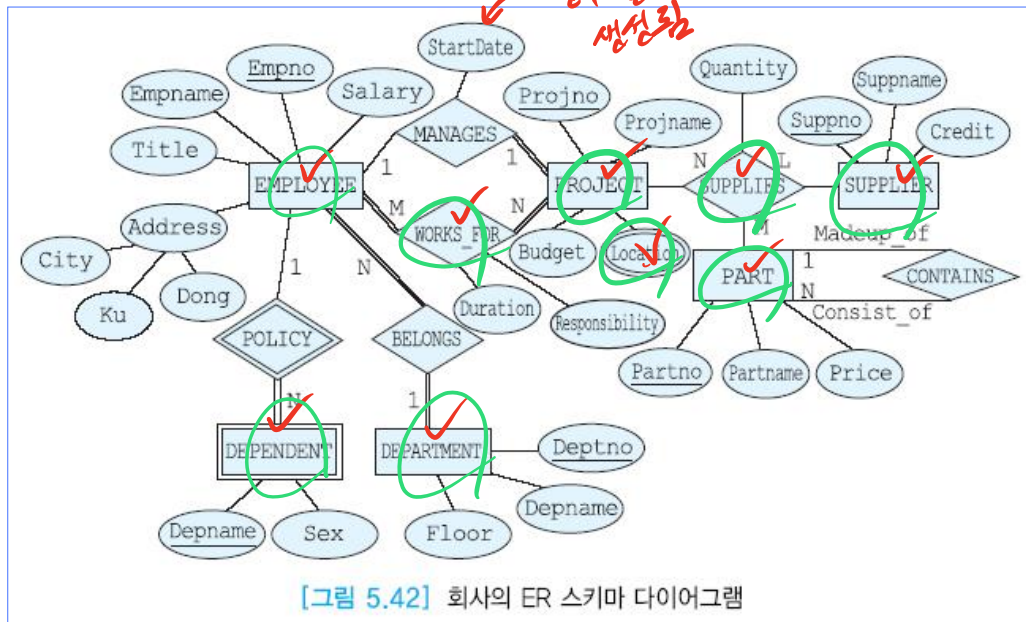 생성됨
StartDate
Empno
Empname
Salary
Title
MANAGES
1
1
Projno
Projname
Quantity
Suppname
Suppno
Credit
EMPLOYEE
PROJECT
N
L
SUPPLIES
SUPPLIER
M
N
WORKS_FOR
M
Address
City
Ku
Dong
1
N
Duration
Responsibility
Budget
Location
PART
Madeup_of
1
N
CONTAINS
Consist_of
POLICY
BELONGS
Partno
Partname
Price
N
1
DEPENDENT
DEPARTMENT
Deptno
Depname
Depname
Sex
Floor
[그림 5.42] 회사의 ER 스키마 다이어그램